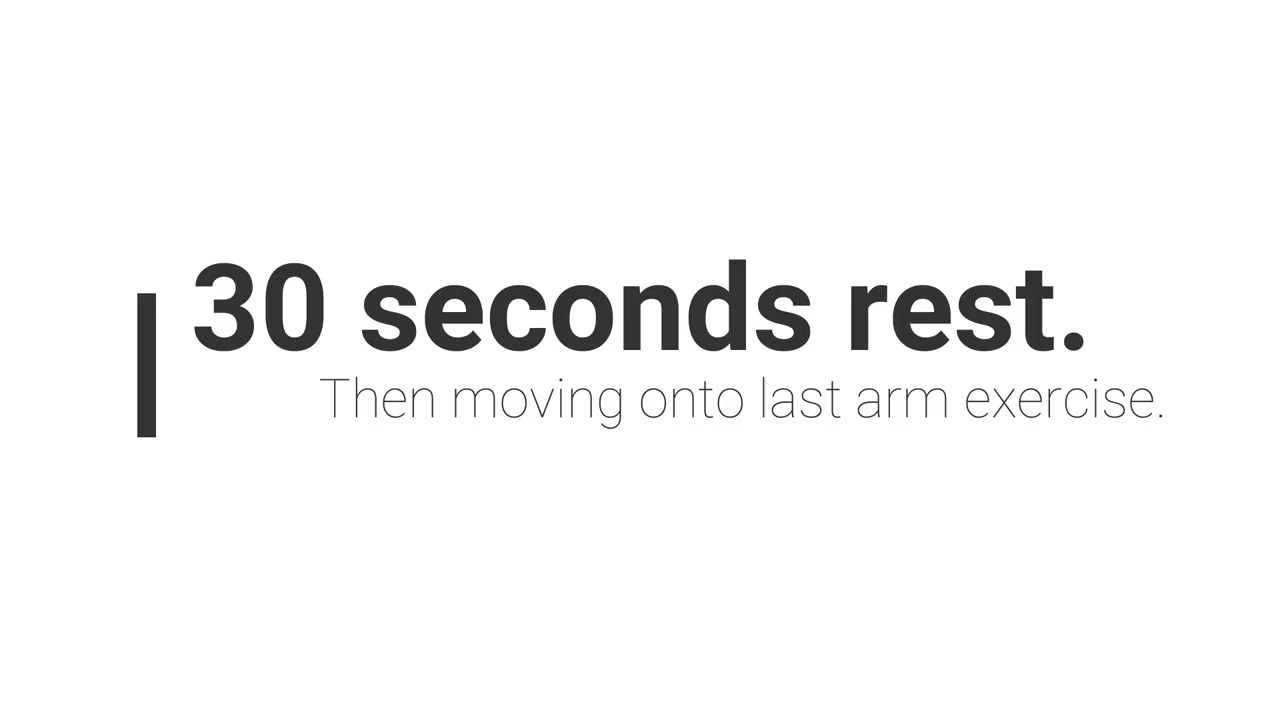 30 seconds rest.
Then moving onto last arm exercise.